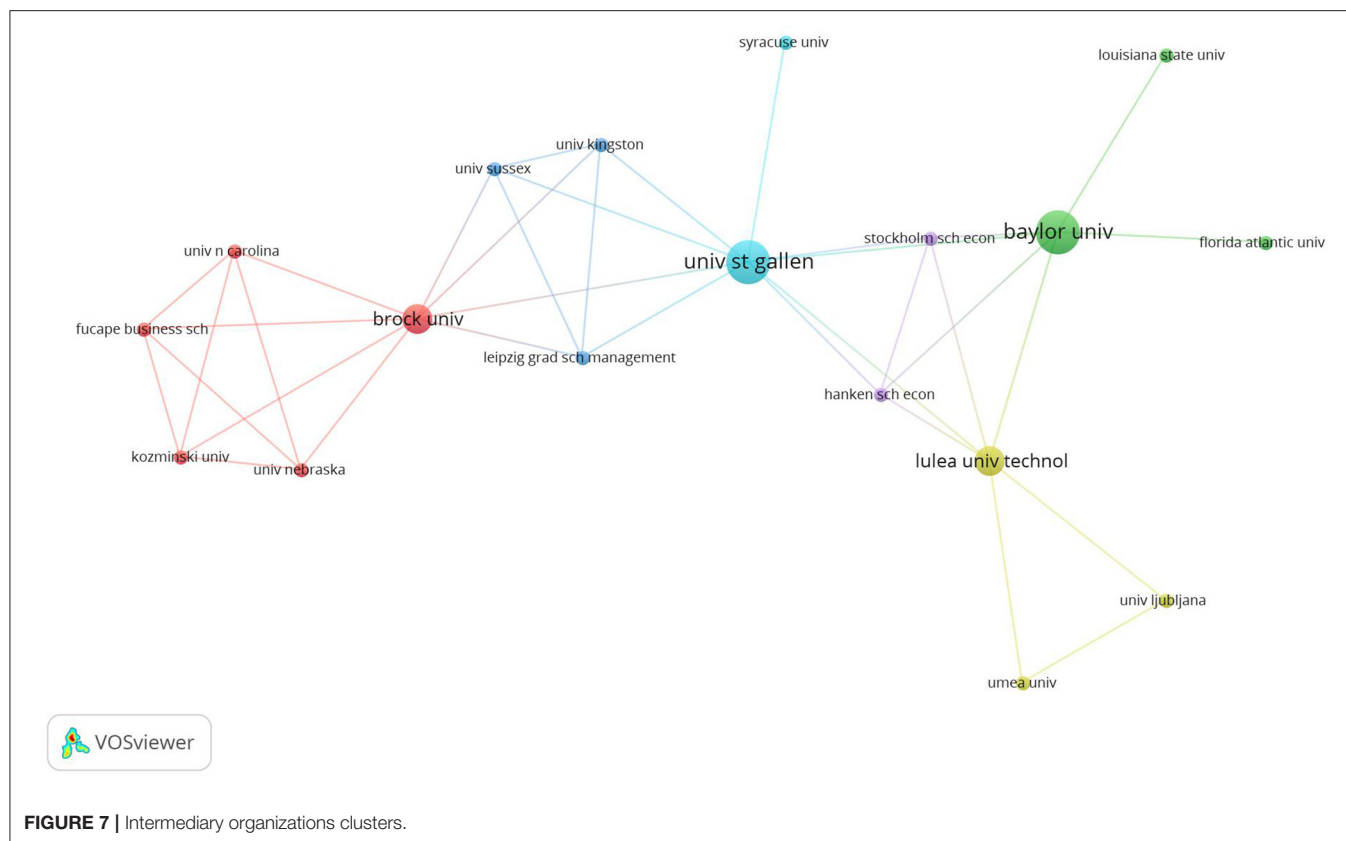 syracuse univ
louisiana state univ
univ kingston
univ sussex
stockholm sch econ
baylor univ
florida atlantic univ
univ n carolina
univ st gallen
fucape business sch
brock univ
leipzig grad sch management
hanken sch econ
kozminski univ
univ nebraska
lulea univ technol
univ ljubljana
umea univ
VOSviewer
FIGURE 7 | Intermediary organizations clusters.